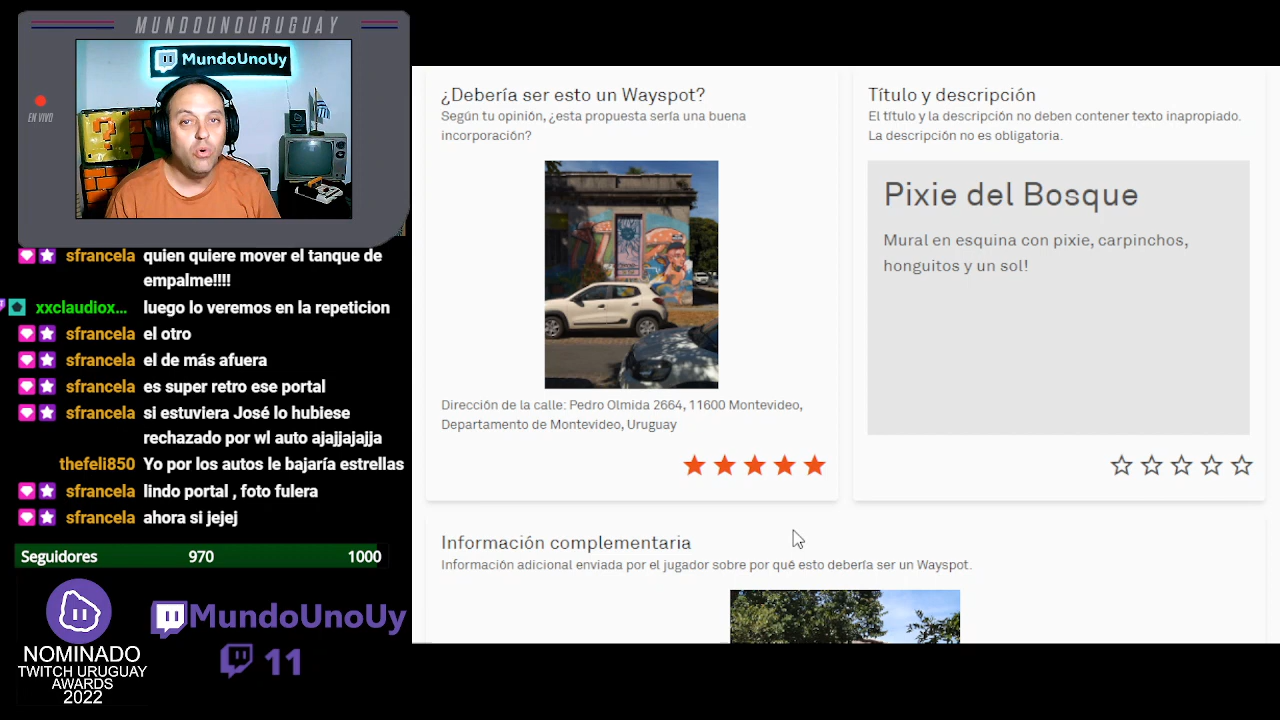 MUNDOUNOURUGUAY
MundoUnoUy
EN VIVO
sfrancela quien quiere mover el tanque de
empalme!!!!
xxclaudiox... luego lo veremos en la repeticion
sfrancela el otro
sfrancela el de más afuera
sfrancela es super retro ese portal
sfrancela si estuviera José lo hubiese
rechazado por wl auto ajajjajajja
thefeli850 Yo por los autos le bajaría estrellas
sfrancela lindo portal , foto fulera
sfrancela ahora si jejej
Seguidores 970 1000
NOMINADO
TWITCH URUGUAY
AWARDS
2022
MundoUnoUy
11
¿Debería ser esto un Wayspot?
Según tu opinión, ¿esta propuesta sería una buena
incorporación?
Dirección de la calle: Pedro Olmida 2664, 11600 Montevideo,
Departamento de Montevideo, Uruguay
Título y descripción
El título y la descripción no deben contener texto inapropiado.
La descripción no es obligatoria.
Pixie del Bosque
Mural en esquina con pixie, carpinchos,
honguitos y un sol!
Información complementaria
Información adicional enviada por el jugador sobre por qué esto debería ser un Wayspot.